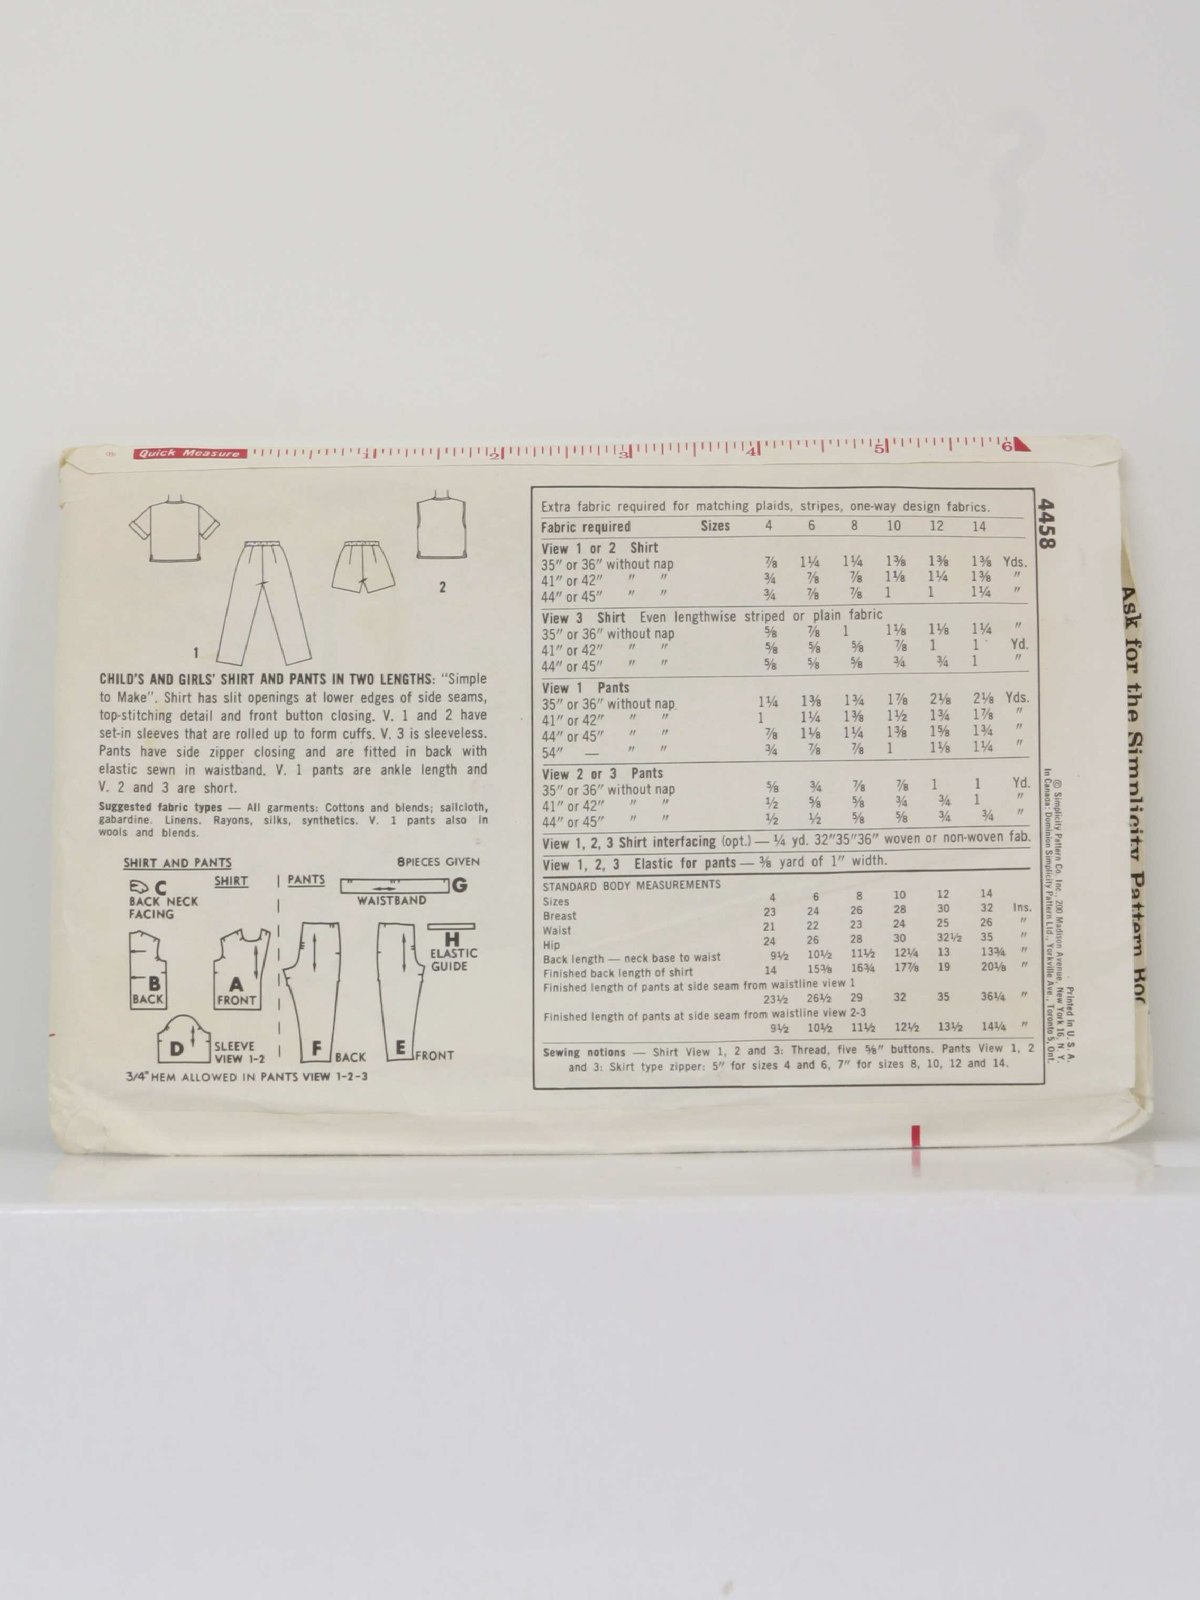 Quick Measure 1 2 3 4 5 6
1
2
CHILD'S AND GIRLS' SHIRT AND PANTS IN TWO LENGTHS: "Simple
to Make". Shirt has slit openings at lower edges of side seams,
top-stitching detail and front button closing. V. 1 and 2 have
set-in sleeves that are rolled up to form cuffs. V. 3 is sleeveless.
Pants have side zipper closing and are fitted in back with
elastic sewn in waistband. V. 1 pants are ankle length and
V. 2 and 3 are short.
Suggested fabric types — All garments: Cottons and blends; sailcloth,
gabardine. Linens. Rayons, silks, synthetics. V. 1 pants also in
wools and blends.
SHIRT AND PANTS 8 PIECES GIVEN
C SHIRT PANTS G
BACK NECK WAISTBAND
FACING
H
ELASTIC
GUIDE
B
BACK
A
FRONT
D SLEEVE
VIEW 1-2
F BACK
E FRONT
3/4" HEM ALLOWED IN PANTS VIEW 1-2-3
Extra fabric required for matching plaids, stripes, one-way design fabrics.
Fabric required Sizes 4 6 8 10 12 14
View 1 or 2 Shirt
35" or 36" without nap ⅞ 1¼ 1¼ 1⅜ 1⅜ 1⅜ Yds.
41" or 42" " " ¾ ⅞ ⅞ 1⅛ 1¼ 1⅜ "
44" or 45" " " ¾ ⅞ ⅞ 1 1 1¼ "
View 3 Shirt Even lengthwise striped or plain fabric
35" or 36" without nap ⅝ ⅞ 1 1⅛ 1⅛ 1¼ "
41" or 42" " " ⅝ ⅝ ⅝ ⅞ 1 1 Yd.
44" or 45" " " ⅝ ⅝ ⅝ ¾ ¾ 1 "
View 1 Pants
35" or 36" without nap 1¼ 1⅜ 1¾ 1⅞ 2⅛ 2⅛ Yds.
41" or 42" " " 1 1¼ 1⅜ 1½ 1¾ 1⅞ "
44" or 45" " " ⅞ 1⅛ 1¼ 1⅜ 1⅝ 1¾ "
54" — " " ¾ ⅞ ⅞ 1 1⅛ 1¼ "
View 2 or 3 Pants
35" or 36" without nap ⅝ ¾ ⅞ ⅞ 1 1 Yd.
41" or 42" " " ½ ⅝ ⅝ ¾ ¾ 1 "
44" or 45" " " ½ ½ ⅝ ⅝ ¾ ¾ "
View 1, 2, 3 Shirt interfacing (opt.) — ¼ yd. 32"35"36" woven or non-woven fab.
View 1, 2, 3 Elastic for pants — ⅜ yard of 1" width.
STANDARD BODY MEASUREMENTS
Sizes 4 6 8 10 12 14
Breast 23 24 26 28 30 32 Ins.
Waist 21 22 23 24 25 26 "
Hip 24 26 28 30 32½ 35 "
Back length — neck base to waist 9½ 10½ 11½ 12¼ 13 13¾ "
Finished back length of shirt 14 15⅜ 16¾ 17⅞ 19 20⅛ "
Finished length of pants at side seam from waistline view 1
23½ 26½ 29 32 35 36¼ "
Finished length of pants at side seam from waistline view 2-3
9½ 10½ 11½ 12½ 13½ 14¼ "
Sewing notions — Shirt View 1, 2 and 3: Thread, five ⅝" buttons. Pants View 1, 2
and 3: Skirt type zipper: 5" for sizes 4 and 6, 7" for sizes 8, 10, 12 and 14.
4458
Printed in U. S. A.
© Simplicity Pattern Co. Inc., 200 Madison Avenue, New York 16, N. Y.
In Canada: Dominion Simplicity Pattern Ltd., Yorkville Ave., Toronto 5, Ont.
Ask for the Simplicity Pattern